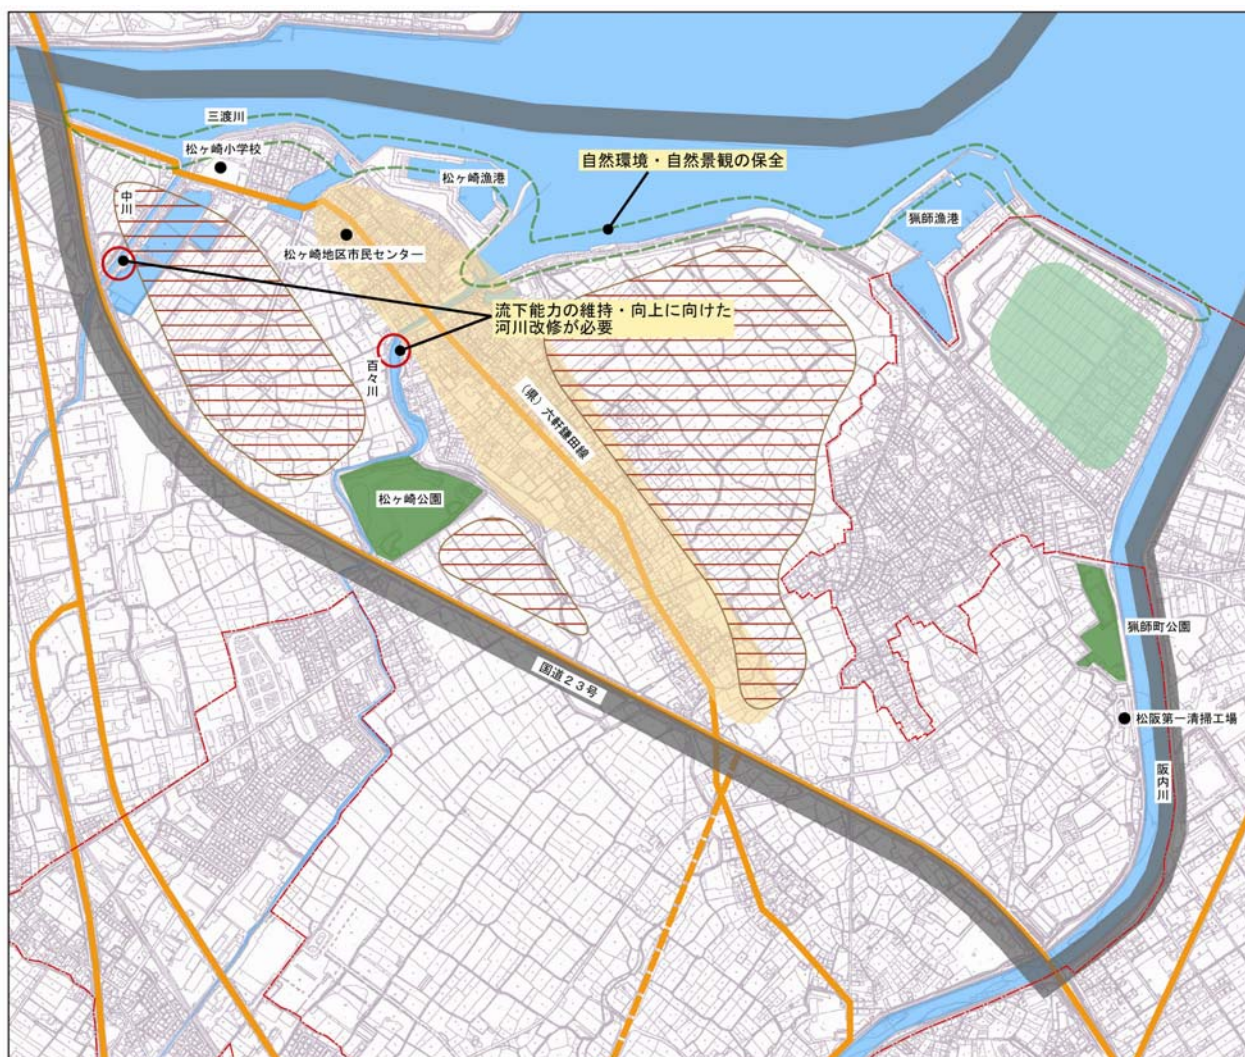 三渡川
松ヶ崎小学校
自然環境・自然景観の保全
松ヶ崎漁港
中川
猟師漁港
松ヶ崎地区市民センター
流下能力の維持・向上に向けた
河川改修が必要
百々川
(県)六軒鎌田線
松ヶ崎公園
猟師町公園
国道23号
松阪第一清掃工場
阪内川